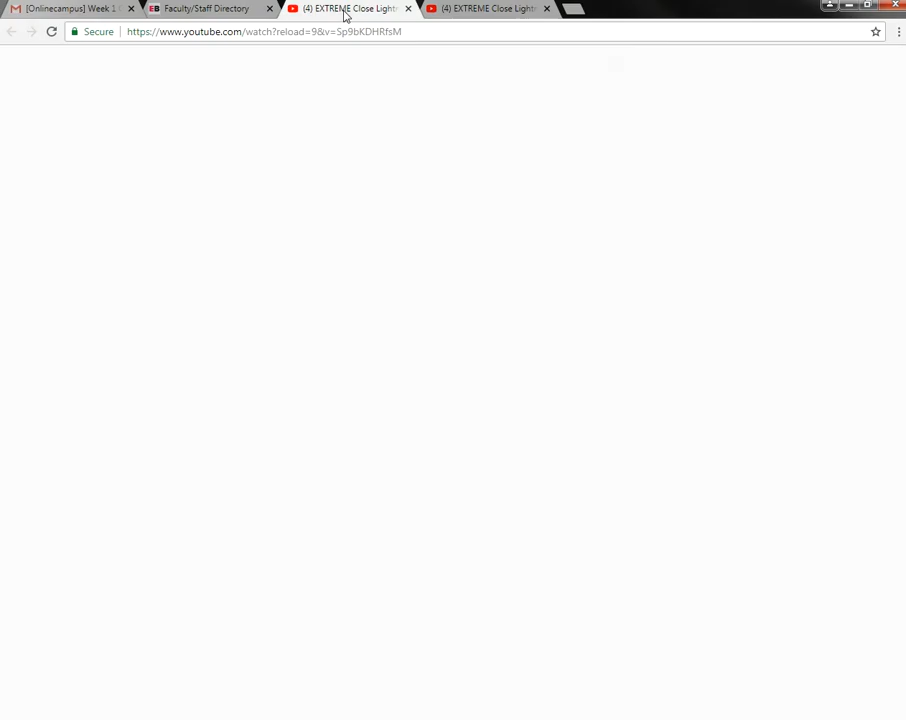 [Onlinecampus] Week 1
EB Faculty/Staff Directory
(4) EXTREME Close Light
(4) EXTREME Close Light
Secure https://www.youtube.com/watch?reload=9&v=Sp9bKDHRfsM